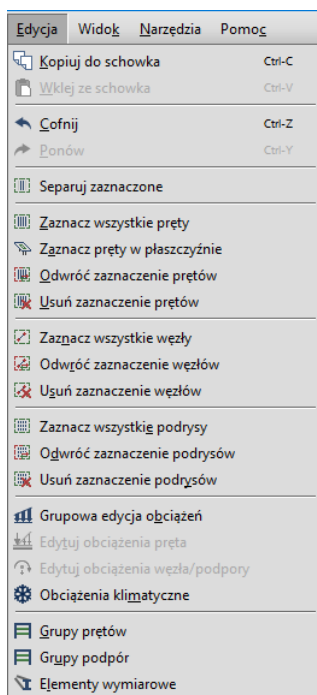 Edycja Widok Narzędzia Pomoc
Kopiuj do schowka Ctrl-C
Wklej ze schowka Ctrl-V
Cofnij Ctrl-Z
Ponów Ctrl-Y
Separuj zaznaczone
Zaznacz wszystkie pręty
Zaznacz pręty w płaszczyźnie
Odwróć zaznaczenie prętów
Usuń zaznaczenie prętów
Zaznacz wszystkie węzły
Odwróć zaznaczenie węzłów
Usuń zaznaczenie węzłów
Zaznacz wszystkie podrysy
Odwróć zaznaczenie podrysów
Usuń zaznaczenie podrysów
Grupowa edycja obciążeń
Edytuj obciążenia pręta
Edytuj obciążenia węzła/podpory
Obciążenia klimatyczne
Grupy prętów
Grupy podpór
Elementy wymiarowe